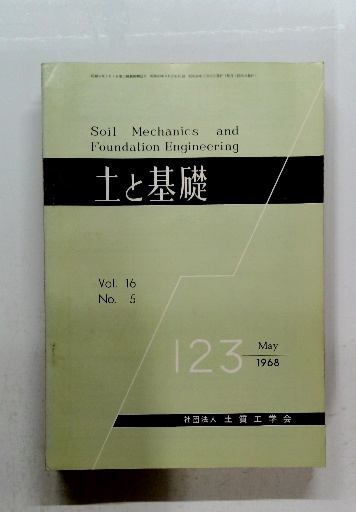 Soil Mechanics and
Foundation Engineering
土と基礎
Vol. 16
No. 5
123
May
1968
社団法人 土質工学会